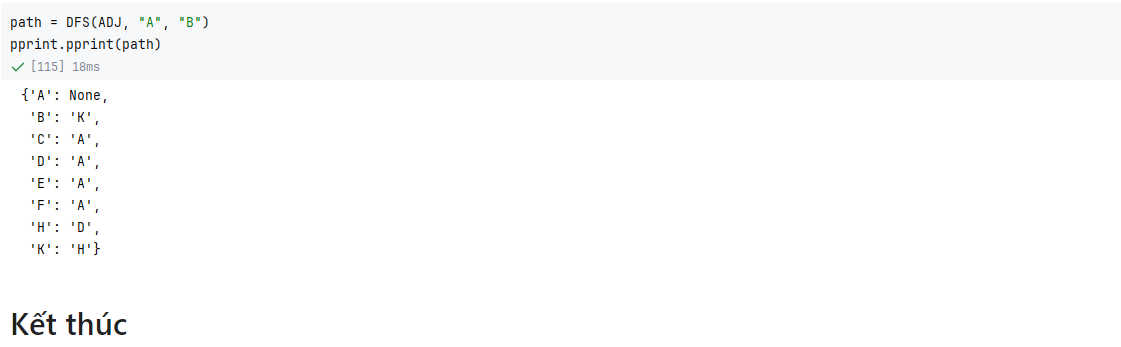 path = DFS(ADJ, "A", "B")
pprint.pprint(path)
[115] 18ms
{'A': None,
'B': 'K',
'C': 'A',
'D': 'A',
'E': 'A',
'F': 'A',
'H': 'D',
'K': 'H'}
Kết thúc